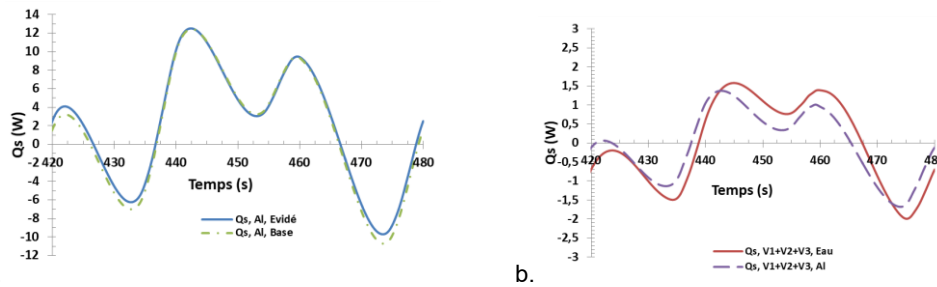 14
12
10
8
6
4
2
0
-2
-4
-6
-8
-10
-12
Qs (W)
420 430 440 450 460 470 480
Temps (s)
Qs, Al, Evidé
Qs, Al, Base
b.
2
1,5
1
0,5
0
-0,5
-1
-1,5
-2
-2,5
-3
2,5
3
3,5
Qs (W)
420 430 440 450 460 470 480
Temps (s)
Qs, V1+V2+V3, Eau
Qs, V1+V2+V3, Al